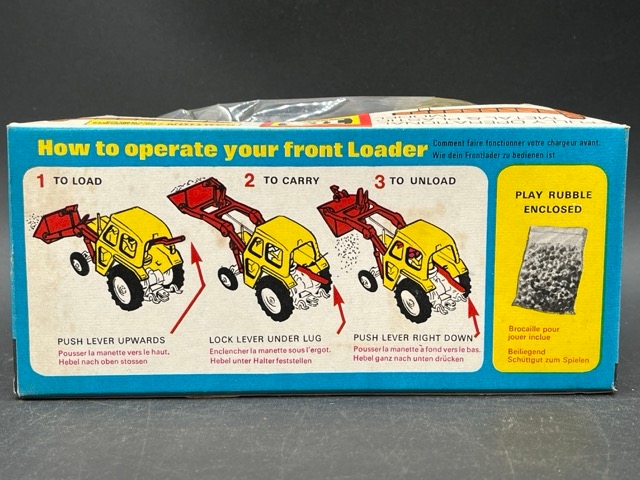 How to operate your front Loader
Comment faire fonctionner votre chargeur avant.
Wie dein Frontlader zu bedienen ist
1 TO LOAD
2 TO CARRY
3 TO UNLOAD
PUSH LEVER UPWARDS
Pousser la manette vers le haut.
Hebel nach oben stossen
LOCK LEVER UNDER LUG
Enclencher la manette sous l'ergot.
Hebel unter Halter feststellen
PUSH LEVER RIGHT DOWN
Pousser la manette à fond vers le bas.
Hebel ganz nach unten drücken
PLAY RUBBLE
ENCLOSED
Brocaille pour
jouer inclue
Beiliegend
Schüttgut zum Spielen